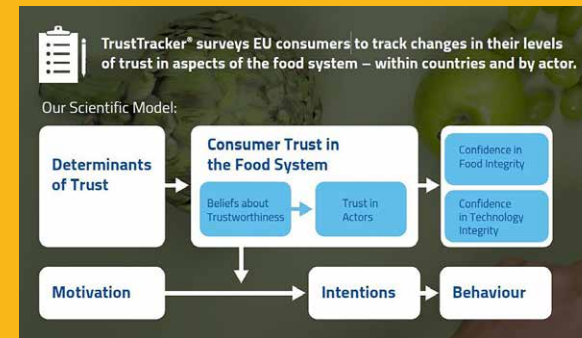 TrustTracker® surveys EU consumers to track changes in their levels
of trust in aspects of the food system – within countries and by actor.
Our Scientific Model:
Determinants
of Trust
Consumer Trust in
the Food System
Beliefs about
Trustworthiness
Trust in
Actors
Confidence in
Food Integrity
Confidence
in Technology
Integrity
Motivation
Intentions
Behaviour